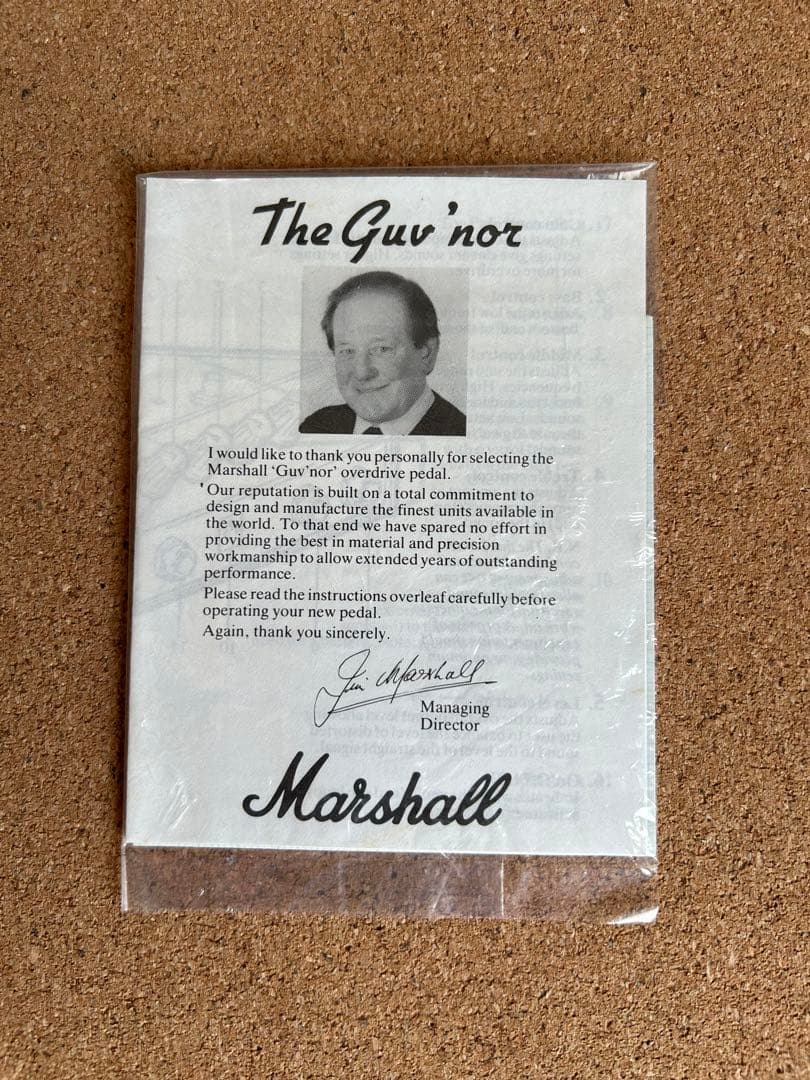 The Guv'nor
I would like to thank you personally for selecting the
Marshall ‘Guv’nor’ overdrive pedal.
'Our reputation is built on a total commitment to
design and manufacture the finest units available in
the world. To that end we have spared no effort in
providing the best in material and precision
workmanship to allow extended years of outstanding
performance.
Please read the instructions overleaf carefully before
operating your new pedal.
Again, thank you sincerely.
Jim Marshall
Managing
Director
Marshall